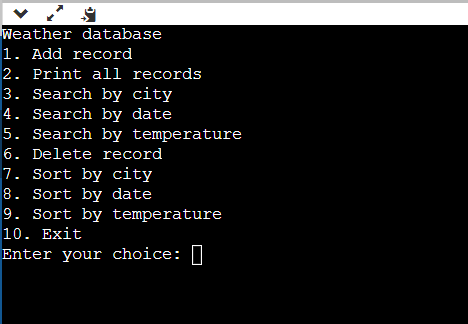 Weather database
1. Add record
2. Print all records
3. Search by city
4. Search by date
5. Search by temperature
6. Delete record
7. Sort by city
8. Sort by date
9. Sort by temperature
10. Exit
Enter your choice: